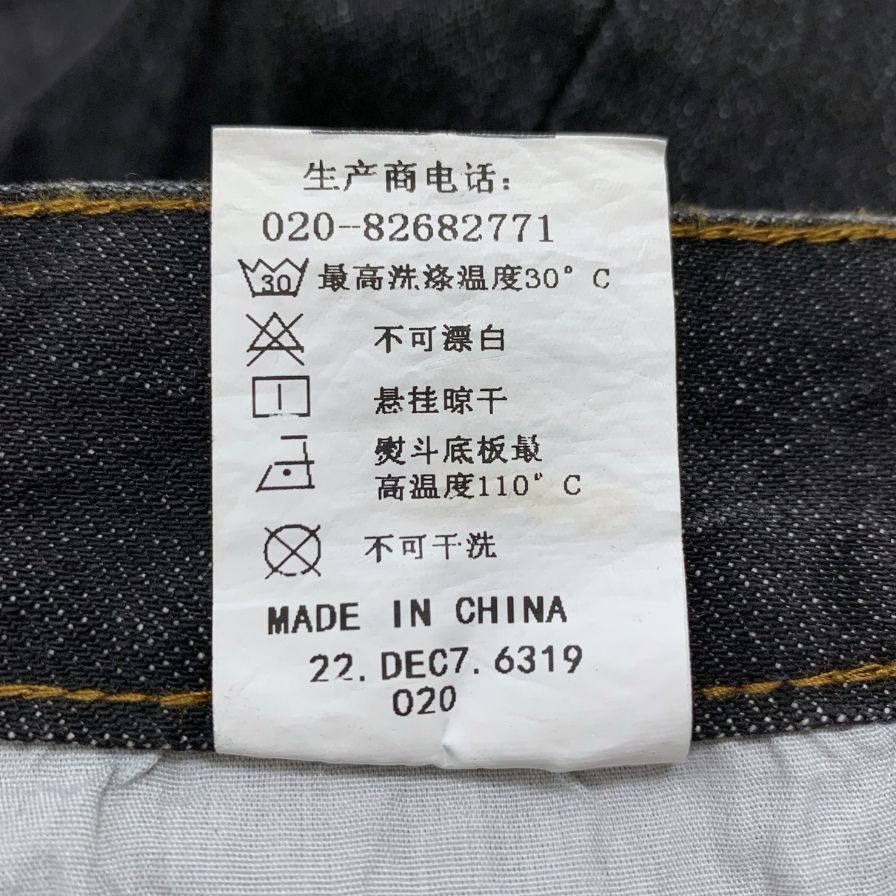 生产商电话：
020--82682771
30 最高洗涤温度30° C
不可漂白
悬挂晾干
熨斗底板最
高温度110° C
不可干洗
MADE IN CHINA
22. DEC7. 6319
020